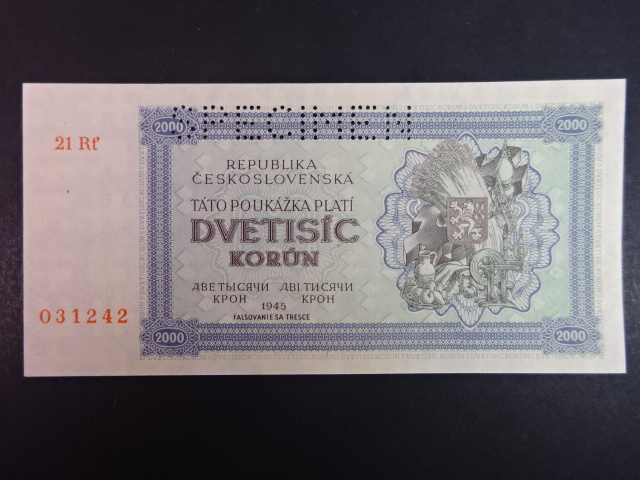 SPECIMEN
2000
2000
21 Rf
REPUBLIKA
ČESKOSLOVENSKÁ
TÁTO POUKÁŽKA PLATÍ
DVETISÍC
KORÚN
ДВЕ ТЫСЯЧИ ДВІ ТИСЯЧИ
КРОН КРОН
1945
FALŠOVANIE SA TRESCE
031242
2000
2000